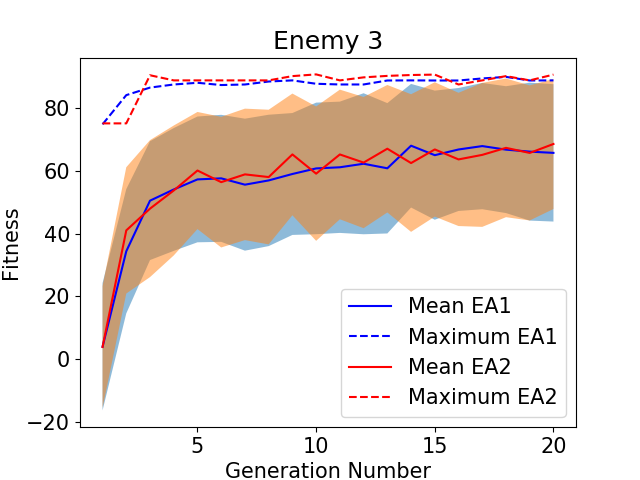 Enemy 3
Fitness
80
60
40
20
0
−20
5
10
15
20
Generation Number
Mean EA1
Maximum EA1
Mean EA2
Maximum EA2